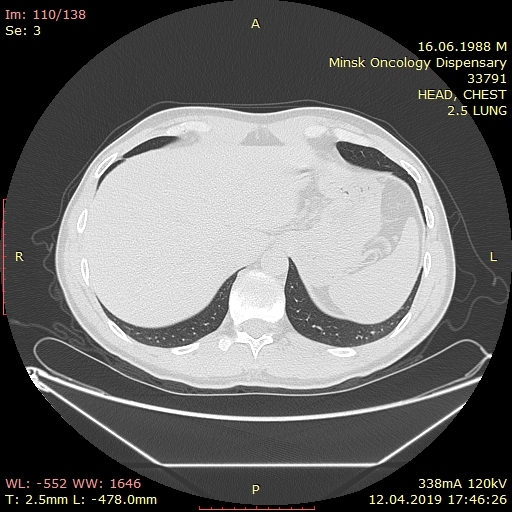 Im: 110/138
Se: 3
A
16.06.1988 M
Minsk Oncology Dispensary
33791
HEAD, CHEST
2.5 LUNG
R
L
WL: -552 WW: 1646
T: 2.5mm L: -478.0mm
P
338mA 120kV
12.04.2019 17:46:26